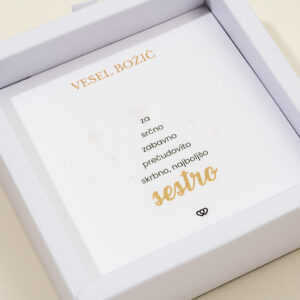 VESEL BOŽIČ
za
srčno
zabavno
prečudovito
skrbno, najboljšo
sestro